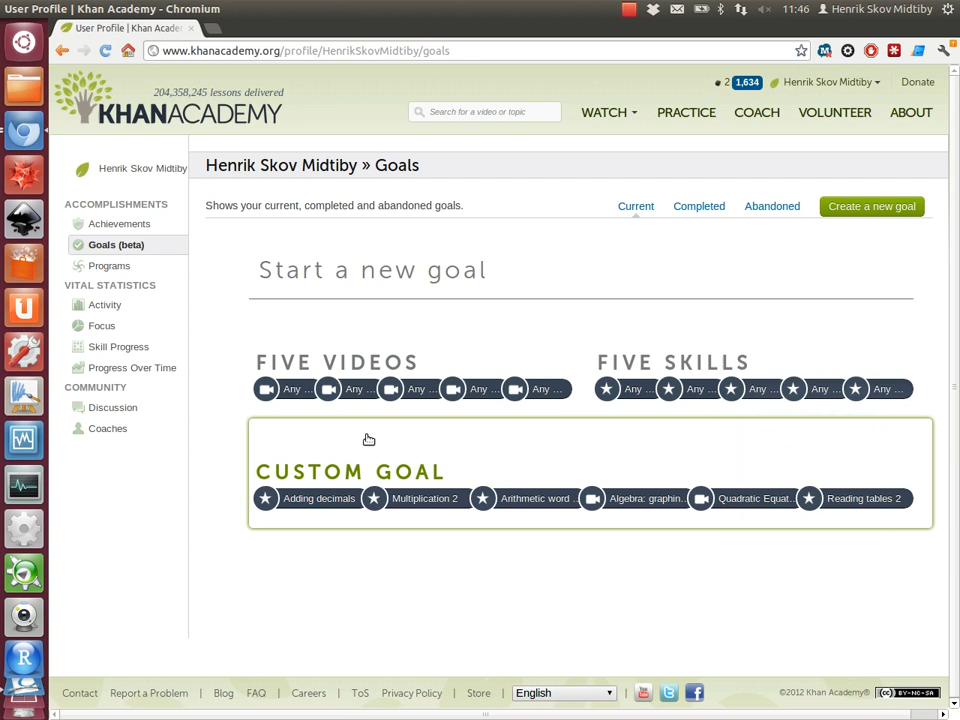 User Profile | Khan Academy - Chromium
11:46
Henrik Skov Midtiby
User Profile | Khan Acade
www.khanacademy.org/profile/HenrikSkovMidtiby/goals
204,358,245 lessons delivered
KHANACADEMY
2 1,634 Henrik Skov Midtiby Donate
Search for a video or topic
WATCH PRACTICE COACH VOLUNTEER ABOUT
Henrik Skov Midtiby
ACCOMPLISHMENTS
Achievements
Goals (beta)
Programs
VITAL STATISTICS
Activity
Focus
Skill Progress
Progress Over Time
COMMUNITY
Discussion
Coaches
Henrik Skov Midtiby » Goals
Shows your current, completed and abandoned goals.
Current Completed Abandoned Create a new goal
Start a new goal
FIVE VIDEOS
Any ... Any ... Any ... Any ... Any ...
FIVE SKILLS
Any ... Any ... Any ... Any ... Any ...
CUSTOM GOAL
Adding decimals Multiplication 2 Arithmetic word ... Algebra: graphin... Quadratic Equat... Reading tables 2
Contact | Report a Problem | Blog FAQ | Careers | ToS Privacy Policy | Store | English | ©2012 Khan Academy® BY-NC-SA